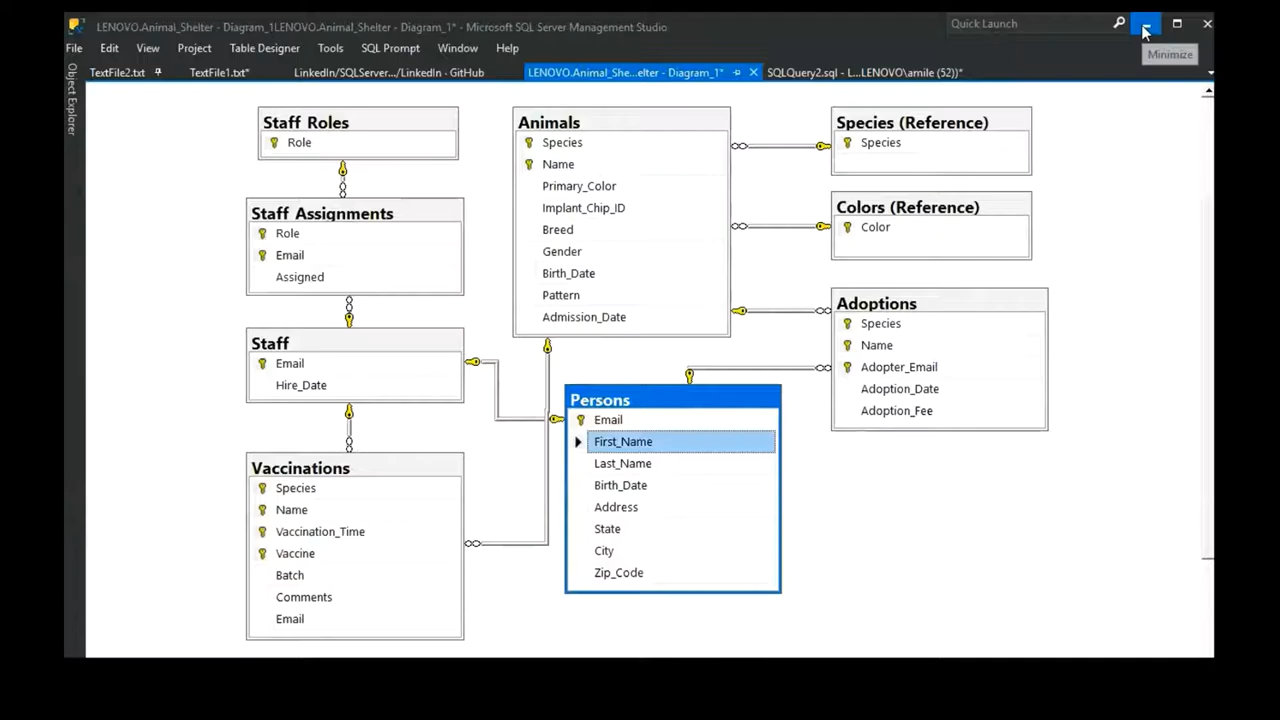 LENOVO.Animal_Shelter - Diagram_1LENOVO.Animal_Shelter - Diagram_1* - Microsoft SQL Server Management Studio
Quick Launch
File Edit View Project Table Designer Tools SQL Prompt Window Help
Minimize
TextFile2.txt TextFile1.txt* LinkedIn/SQLServer.../LinkedIn - GitHub LENOVO.Animal_She...elter - Diagram_1* SQLQuery2.sql - L...LENOVO\amile (52))*
Object Explorer
Staff Roles
Role
Staff Assignments
Role
Email
Assigned
Staff
Email
Hire_Date
Vaccinations
Species
Name
Vaccination_Time
Vaccine
Batch
Comments
Email
Animals
Species
Name
Primary_Color
Implant_Chip_ID
Breed
Gender
Birth_Date
Pattern
Admission_Date
Persons
Email
First_Name
Last_Name
Birth_Date
Address
State
City
Zip_Code
Species (Reference)
Species
Colors (Reference)
Color
Adoptions
Species
Name
Adopter_Email
Adoption_Date
Adoption_Fee